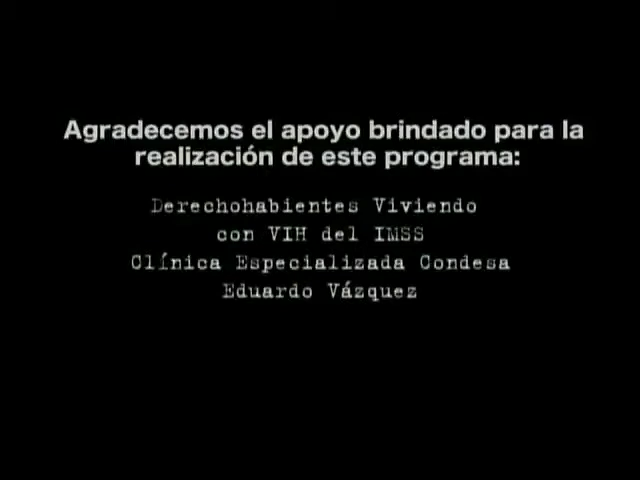 Agradecemos el apoyo brindado para la
realización de este programa:
Derechohabientes Viviendo
con VIH del IMSS
Clínica Especializada Condesa
Eduardo Vázquez